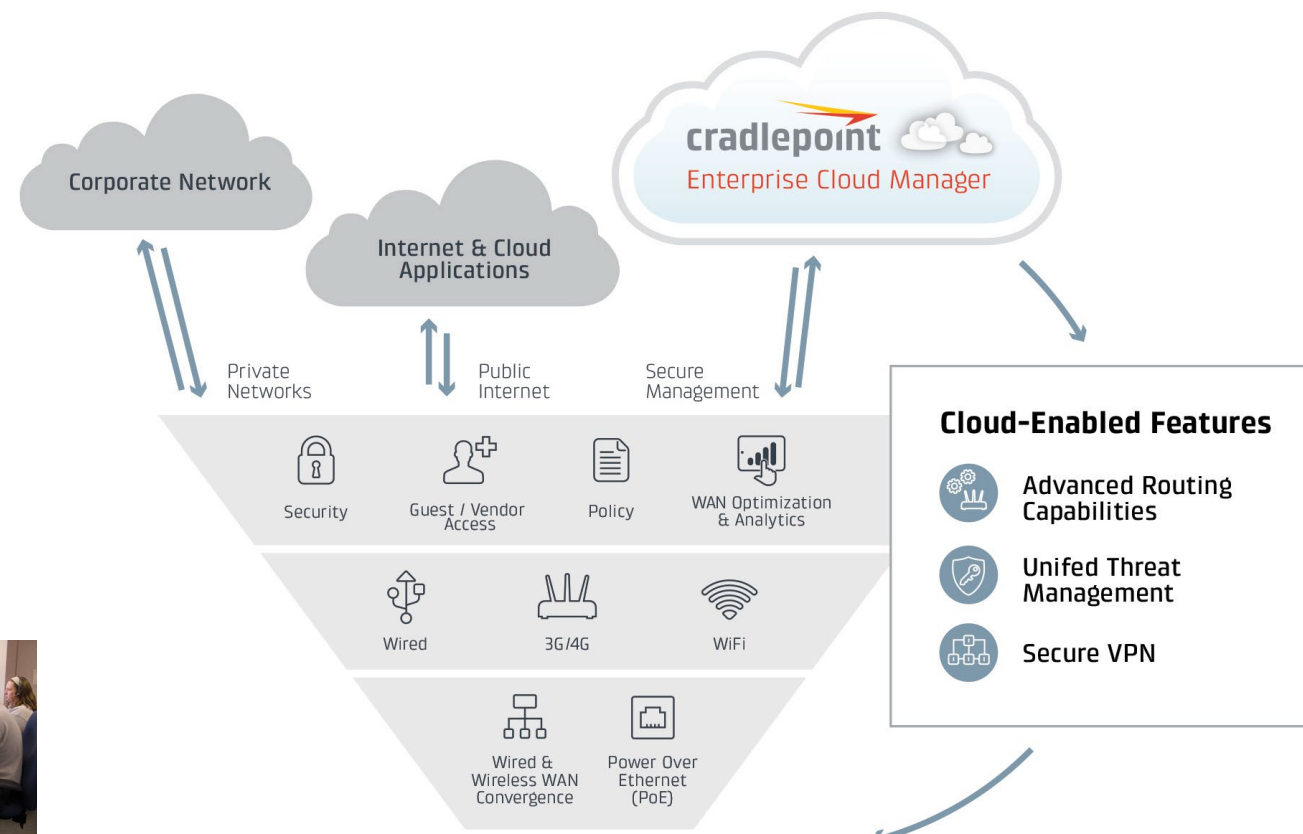 cradlepoint
Enterprise Cloud Manager
Corporate Network
Internet & Cloud
Applications
Private
Networks
Public
Internet
Secure
Management
Security
Guest / Vendor
Access
Policy
WAN Optimization
& Analytics
Wired
3G/4G
WiFi
Wired &
Wireless WAN
Convergence
Power Over
Ethernet
(PoE)
Cloud-Enabled Features
Advanced Routing
Capabilities
Unifed Threat
Management
Secure VPN